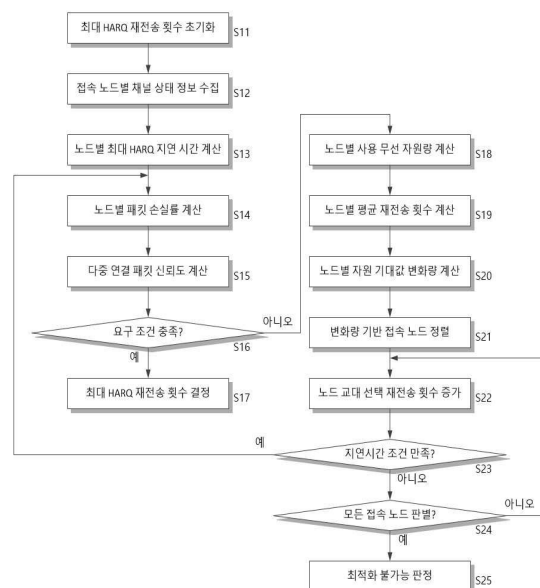 최대 HARQ 재전송 횟수 초기화
S11
접속 노드별 채널 상태 정보 수집
S12
노드별 최대 HARQ 지연 시간 계산
S13
노드별 패킷 손실률 계산
S14
다중 연결 패킷 신뢰도 계산
S15
요구 조건 충족?
S16
아니오
예
최대 HARQ 재전송 횟수 결정
S17
노드별 사용 무선 자원량 계산
S18
노드별 평균 재전송 횟수 계산
S19
노드별 자원 기대값 변화량 계산
S20
변화량 기반 접속 노드 정렬
S21
노드 교대 선택 재전송 횟수 증가
S22
예
지연시간 조건 만족?
S23
아니오
모든 접속 노드 판별?
S24
아니오
예
최적화 불가능 판정
S25